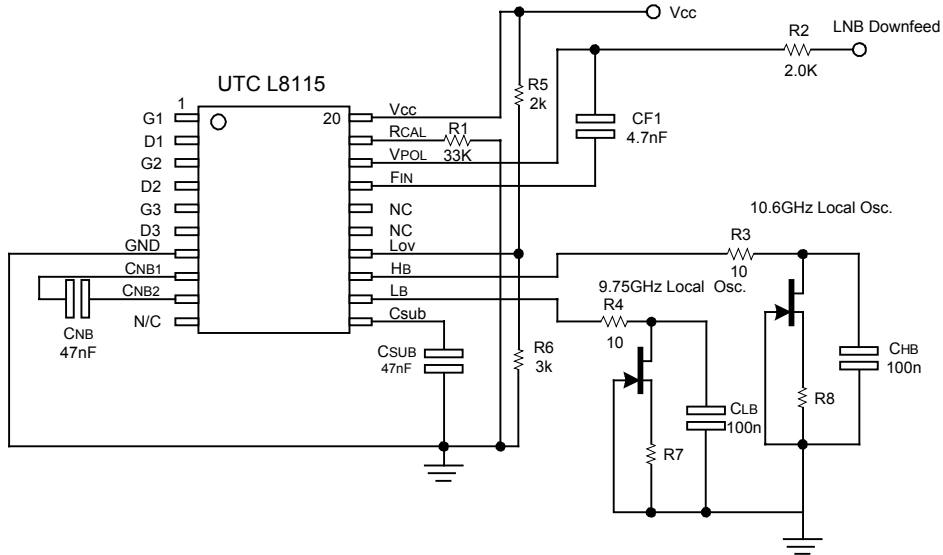 Vcc
LNB Downfeed
R2
2.0K
UTC L8115
R5
2k
CF1
4.7nF
1
20
G1
D1
G2
D2
G3
D3
GND
CNB1
CNB2
N/C
Vcc
RCAL
R1
33K
VPOL
FIN
NC
NC
Lov
HB
LB
Csub
CNB
47nF
CSUB
47nF
R6
3k
10.6GHz Local Osc.
R3
10
9.75GHz Local Osc.
R4
10
CHB
100n
R8
CLB
100n
R7